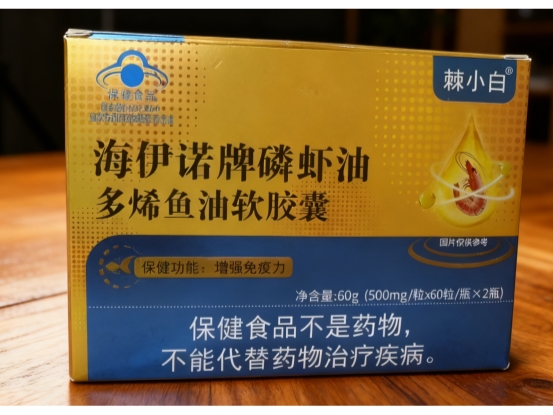 保健食品
棘小白®
海伊诺牌磷虾油
多烯鱼油软胶囊
图片仅供参考
保健功能：增强免疫力
净含量:60g (500mg/粒x60粒/瓶×2瓶)
保健食品不是药物，
不能代替药物治疗疾病。